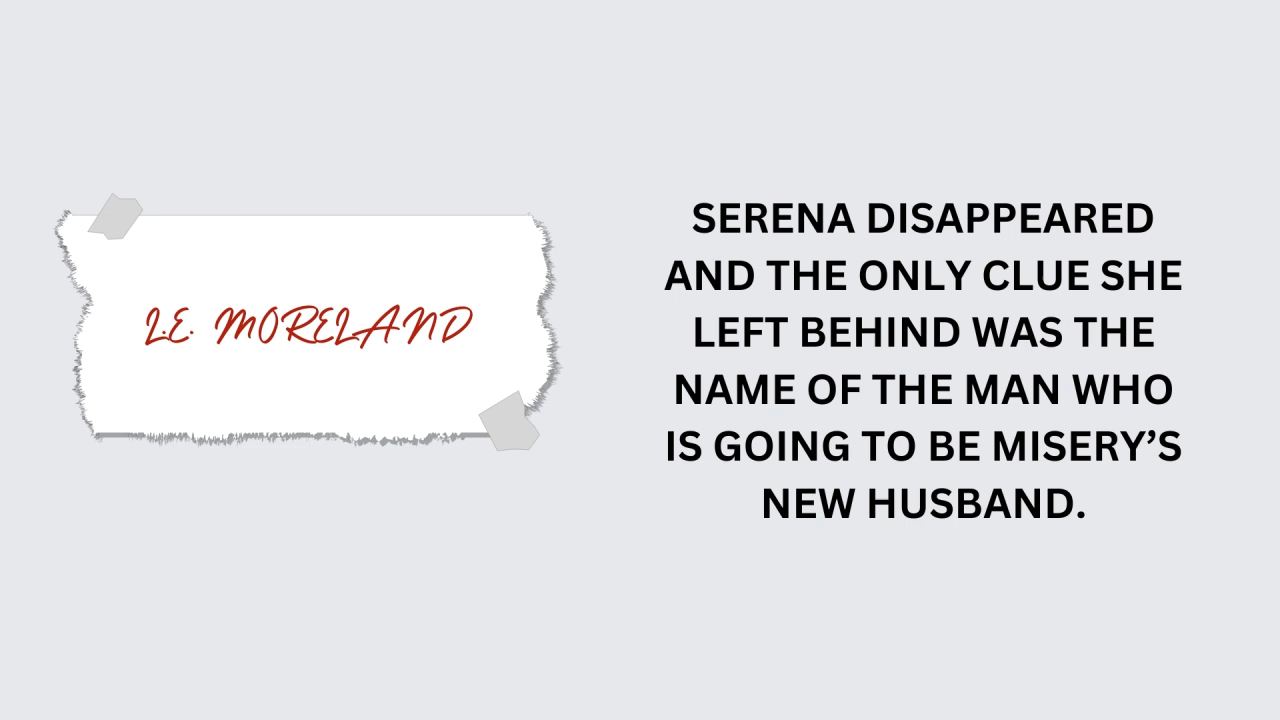 L.E. MORELAND
SERENA DISAPPEARED
AND THE ONLY CLUE SHE
LEFT BEHIND WAS THE
NAME OF THE MAN WHO
IS GOING TO BE MISERY’S
NEW HUSBAND.